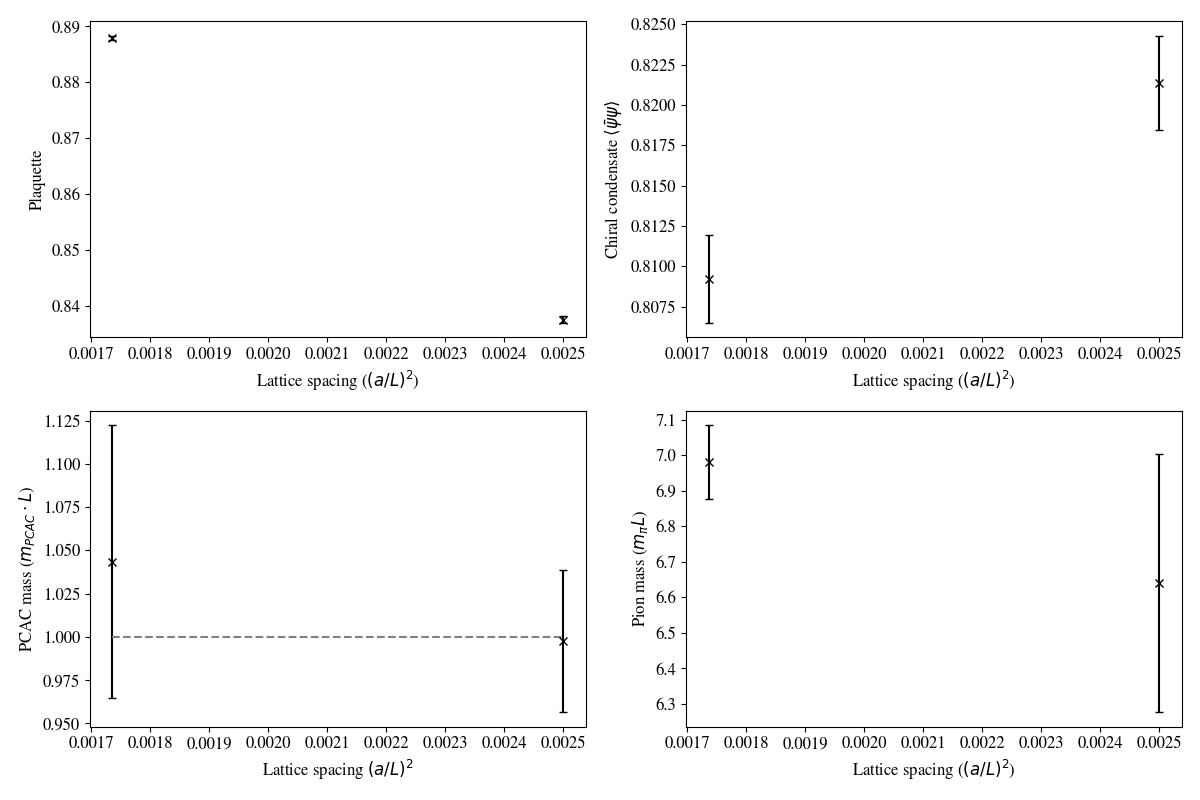 0.89
0.88
0.87
0.86
0.85
0.84
Plaquette
0.0017 0.0018 0.0019 0.0020 0.0021 0.0022 0.0023 0.0024 0.0025
Lattice spacing ((a/L)²)
0.8250
0.8225
0.8200
0.8175
0.8150
0.8125
0.8100
0.8075
Chiral condensate ⟨ψ̄ψ⟩
0.0017 0.0018 0.0019 0.0020 0.0021 0.0022 0.0023 0.0024 0.0025
Lattice spacing ((a/L)²)
1.125
1.100
1.075
1.050
1.025
1.000
0.975
0.950
PCAC mass (m_PCAC · L)
0.0017 0.0018 0.0019 0.0020 0.0021 0.0022 0.0023 0.0024 0.0025
Lattice spacing (a/L)²
7.1
7.0
6.9
6.8
6.7
6.6
6.5
6.4
6.3
Pion mass (m_πL)
0.0017 0.0018 0.0019 0.0020 0.0021 0.0022 0.0023 0.0024 0.0025
Lattice spacing ((a/L)²)